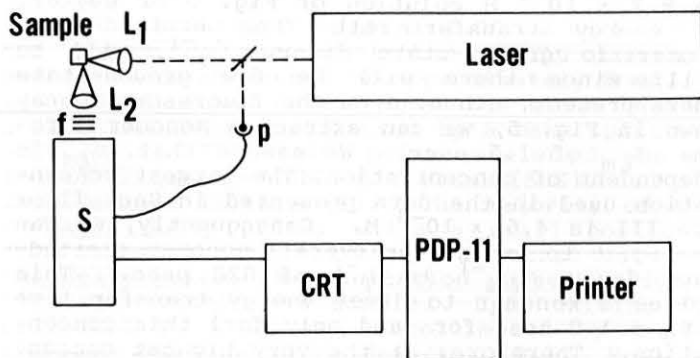 Sample L₁
Laser
L₂
f
p
S
CRT
PDP-11
Printer